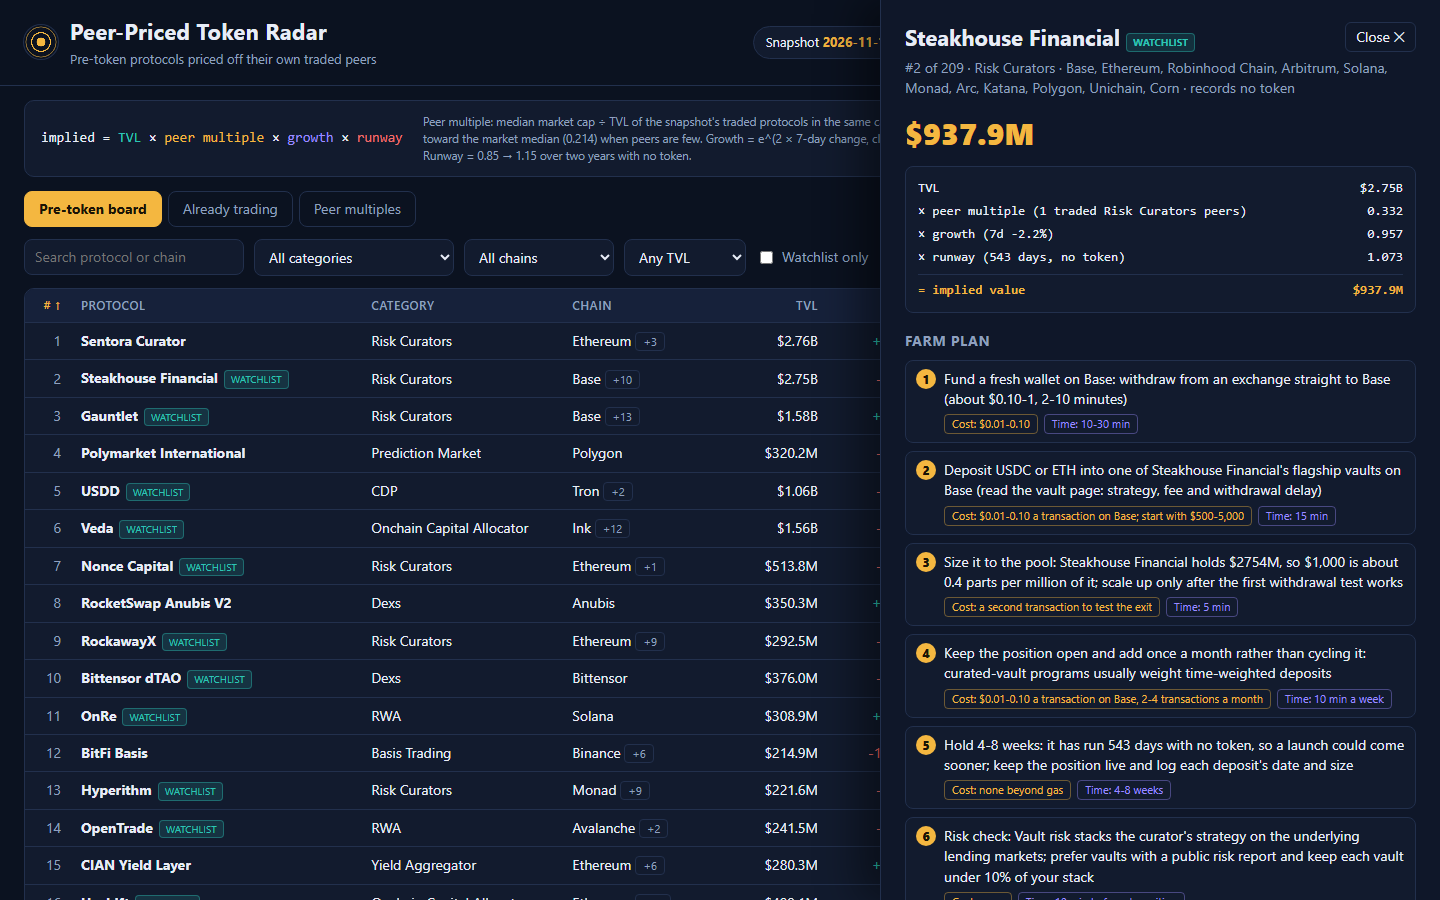 Peer-Priced Token Radar
Pre-token protocols priced off their own traded peers
Snapshot 2026-11-
implied = TVL × peer multiple × growth × runway
Peer multiple: median market cap ÷ TVL of the snapshot's traded protocols in the same c
toward the market median (0.214) when peers are few. Growth = e^(2 × 7-day change, cl
Runway = 0.85 → 1.15 over two years with no token.
Pre-token board
Already trading
Peer multiples
Search protocol or chain
All categories
All chains
Any TVL
Watchlist only
# ↑ PROTOCOL CATEGORY CHAIN TVL
1 Sentora Curator Risk Curators Ethereum +3 $2.76B +
2 Steakhouse Financial WATCHLIST Risk Curators Base +10 $2.75B -
3 Gauntlet WATCHLIST Risk Curators Base +13 $1.58B +
4 Polymarket International Prediction Market Polygon $320.2M -
5 USDD WATCHLIST CDP Tron +2 $1.06B -
6 Veda WATCHLIST Onchain Capital Allocator Ink +12 $1.56B -
7 Nonce Capital WATCHLIST Risk Curators Ethereum +1 $513.8M -
8 RocketSwap Anubis V2 Dexs Anubis $350.3M +
9 RockawayX WATCHLIST Risk Curators Ethereum +9 $292.5M -
10 Bittensor dTAO WATCHLIST Dexs Bittensor $376.0M -
11 OnRe WATCHLIST RWA Solana $308.9M +
12 BitFi Basis Basis Trading Binance +6 $214.9M -1
13 Hyperithm WATCHLIST Risk Curators Monad +9 $221.6M -
14 OpenTrade WATCHLIST RWA Avalanche +2 $241.5M -
15 CIAN Yield Layer Yield Aggregator Ethereum +6 $280.3M +
Steakhouse Financial WATCHLIST
Close ✕
#2 of 209 · Risk Curators · Base, Ethereum, Robinhood Chain, Arbitrum, Solana,
Monad, Arc, Katana, Polygon, Unichain, Corn · records no token
$937.9M
TVL $2.75B
× peer multiple (1 traded Risk Curators peers) 0.332
× growth (7d -2.2%) 0.957
× runway (543 days, no token) 1.073
= implied value $937.9M
FARM PLAN
1 Fund a fresh wallet on Base: withdraw from an exchange straight to Base
(about $0.10-1, 2-10 minutes)
Cost: $0.01-0.10 Time: 10-30 min
2 Deposit USDC or ETH into one of Steakhouse Financial's flagship vaults on
Base (read the vault page: strategy, fee and withdrawal delay)
Cost: $0.01-0.10 a transaction on Base; start with $500-5,000 Time: 15 min
3 Size it to the pool: Steakhouse Financial holds $2754M, so $1,000 is about
0.4 parts per million of it; scale up only after the first withdrawal test works
Cost: a second transaction to test the exit Time: 5 min
4 Keep the position open and add once a month rather than cycling it:
curated-vault programs usually weight time-weighted deposits
Cost: $0.01-0.10 a transaction on Base, 2-4 transactions a month Time: 10 min a week
5 Hold 4-8 weeks: it has run 543 days with no token, so a launch could come
sooner; keep the position live and log each deposit's date and size
Cost: none beyond gas Time: 4-8 weeks
6 Risk check: Vault risk stacks the curator's strategy on the underlying
lending markets; prefer vaults with a public risk report and keep each vault
under 10% of your stack